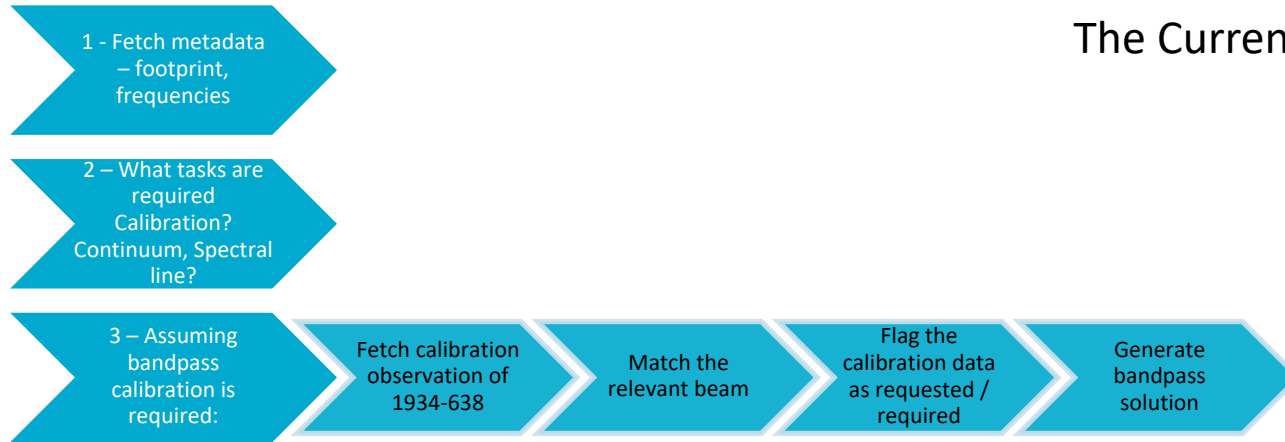 The Curren
1 - Fetch metadata
– footprint,
frequencies
2 – What tasks are
required
Calibration?
Continuum, Spectral
line?
3 – Assuming
bandpass
calibration is
required:
Fetch calibration
observation of
1934-638
Match the
relevant beam
Flag the
calibration data
as requested /
required
Generate
bandpass
solution